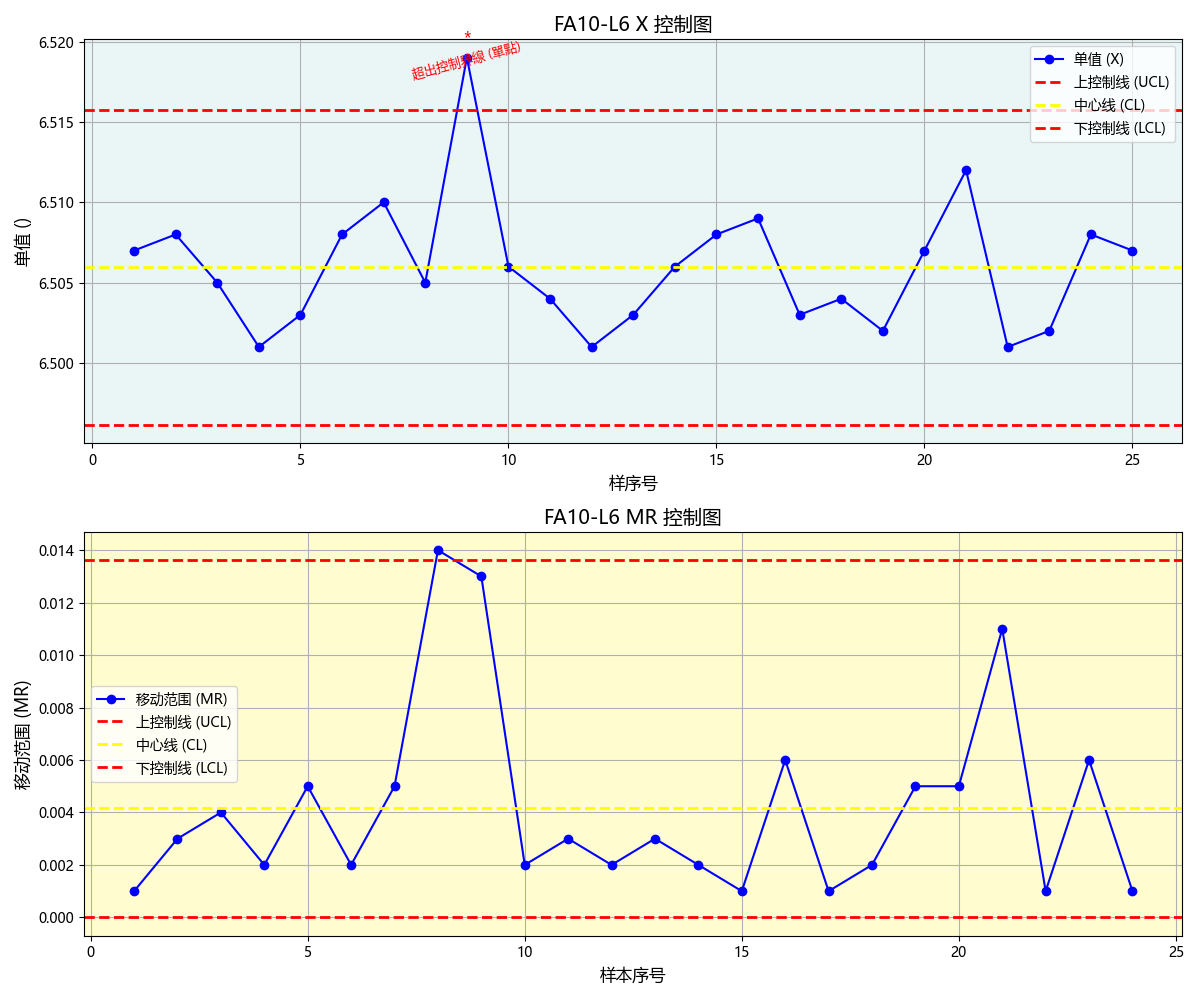 FA10-L6 X 控制图
*
超出控制界線 (單點)
单值 (X)
上控制线 (UCL)
中心线 (CL)
下控制线 (LCL)
单值 ()
6.520
6.515
6.510
6.505
6.500
0 5 10 15 20 25
样序号
FA10-L6 MR 控制图
移动范围 (MR)
上控制线 (UCL)
中心线 (CL)
下控制线 (LCL)
移动范围 (MR)
0.014
0.012
0.010
0.008
0.006
0.004
0.002
0.000
0 5 10 15 20 25
样本序号